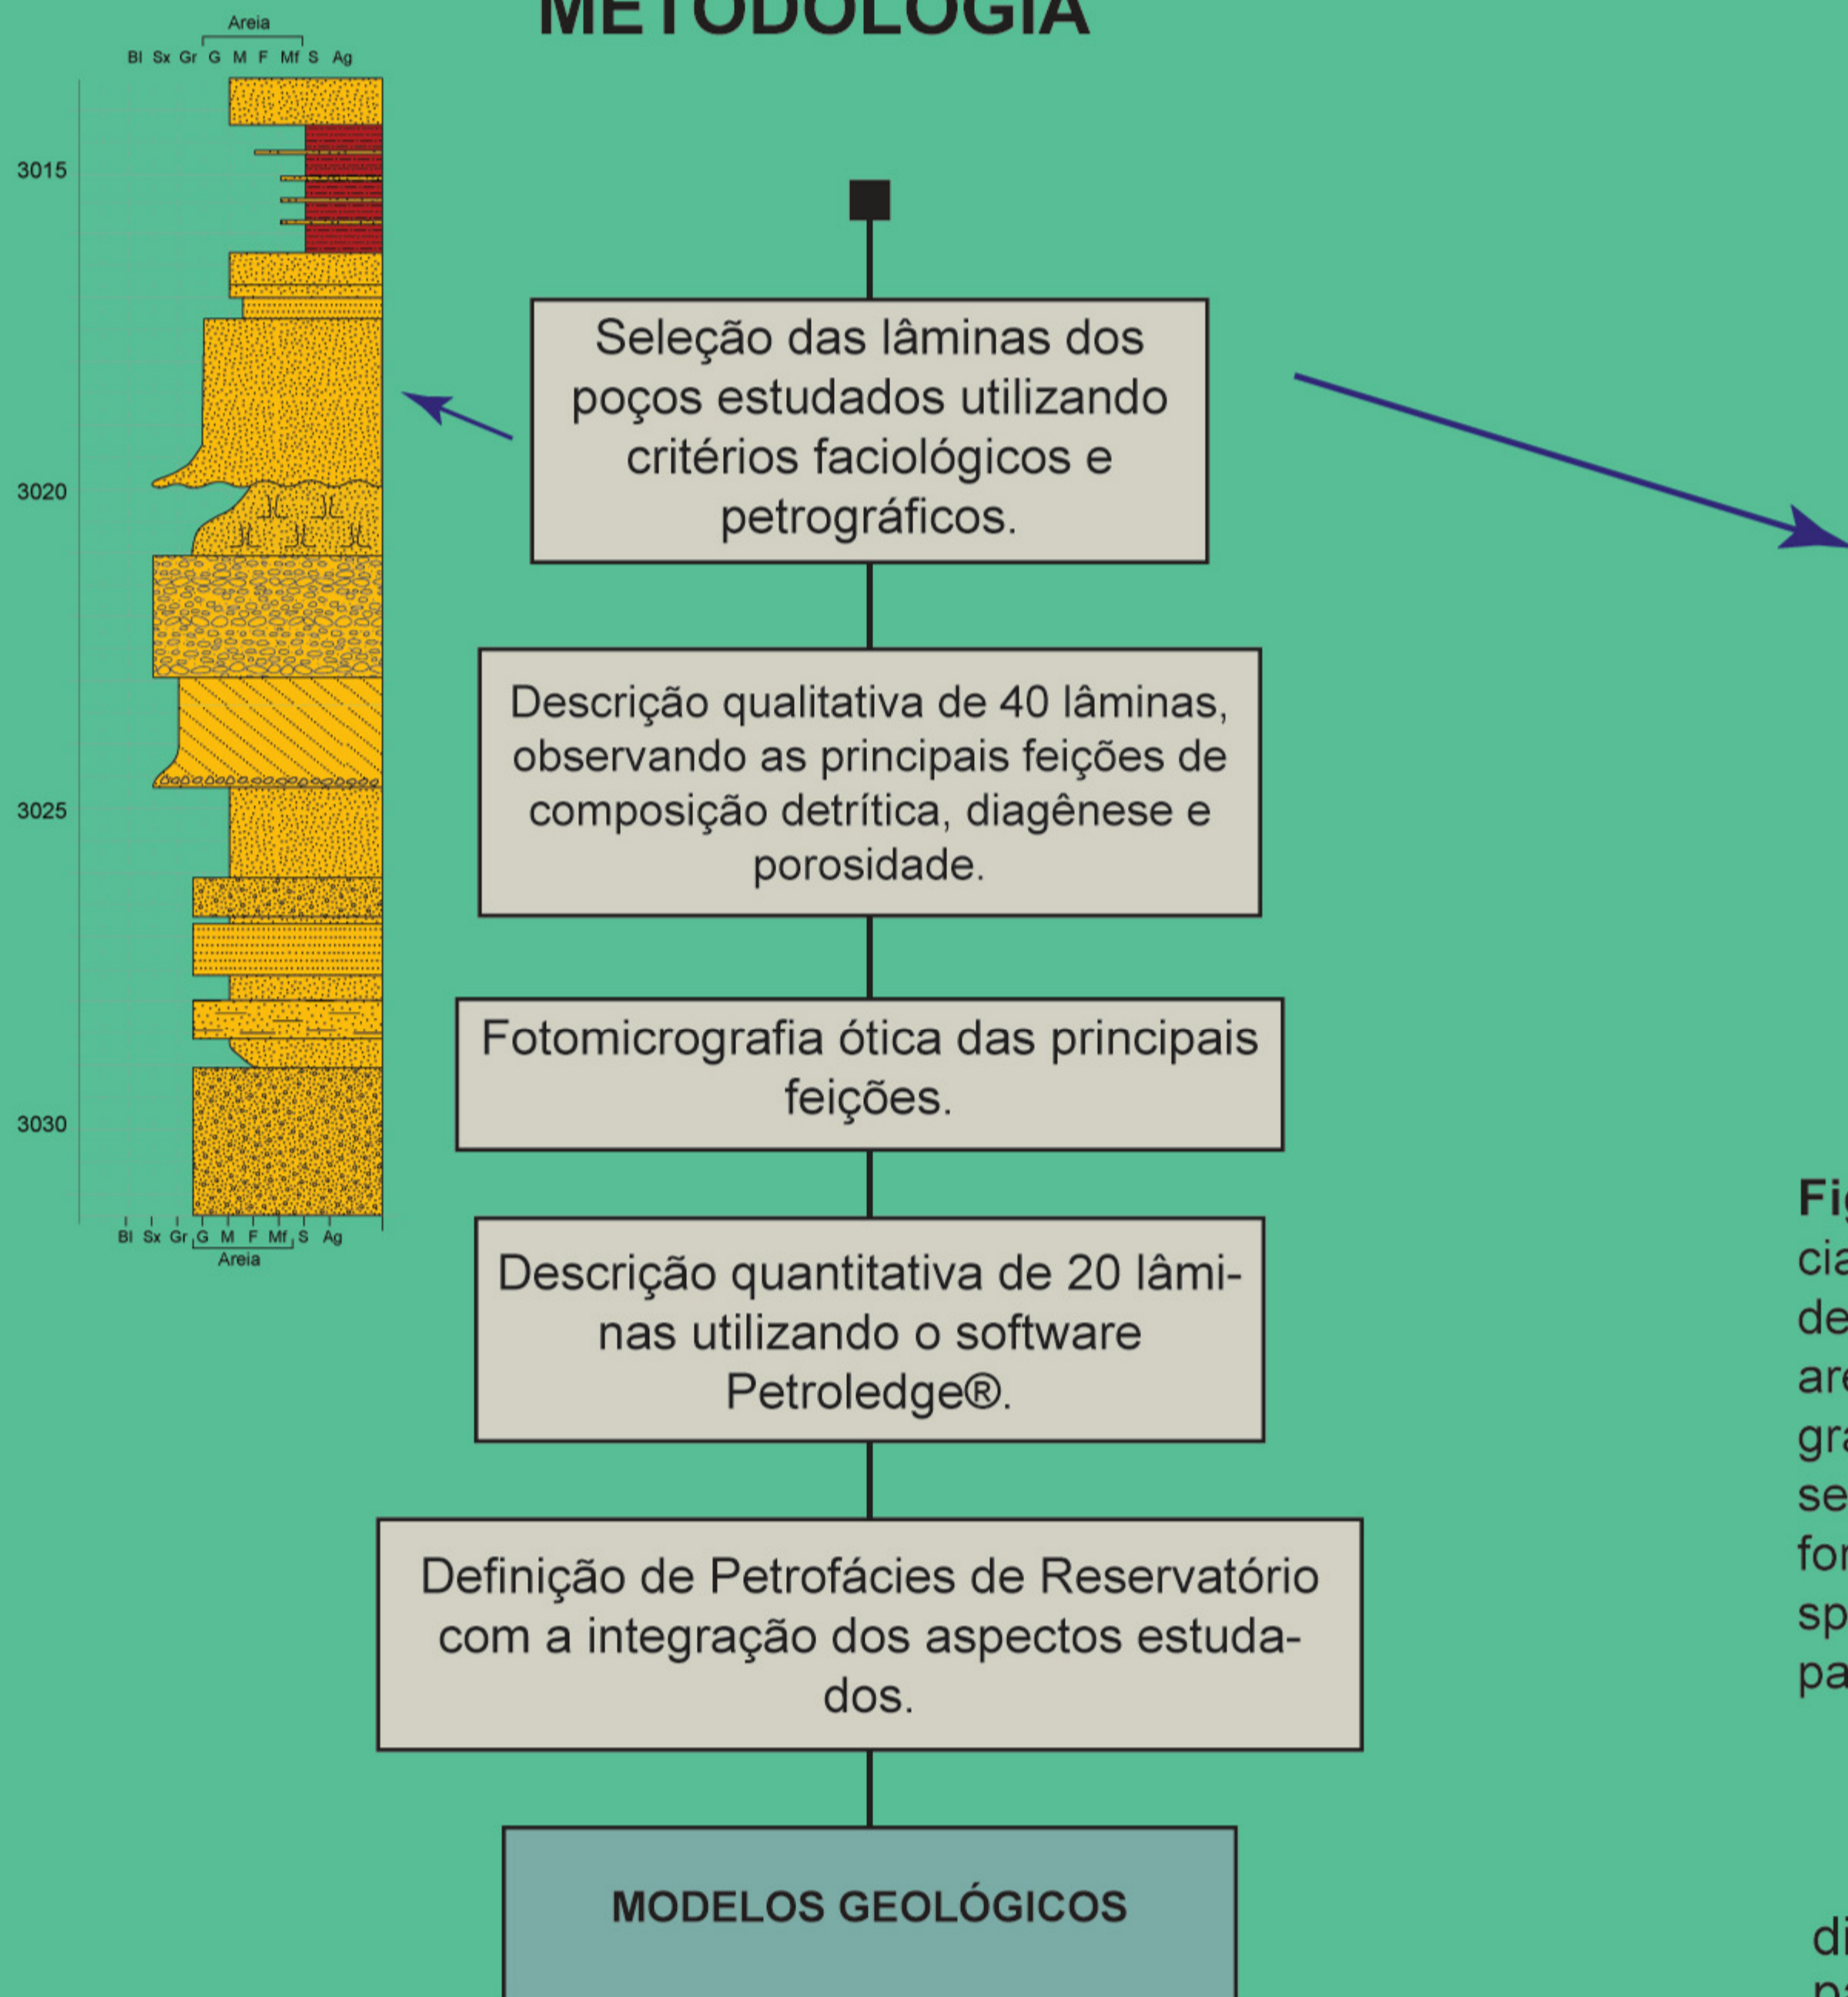 METODOLOGIA
Areia
Bl Sx Gr G M F Mf S Ag
3015
3020
3025
3030
Bl Sx Gr G M F Mf S Ag
Areia
Seleção das lâminas dos
poços estudados utilizando
critérios faciológicos e
petrográficos.
Descrição qualitativa de 40 lâminas,
observando as principais feições de
composição detrítica, diagênese e
porosidade.
Fotomicrografia ótica das principais
feições.
Descrição quantitativa de 20 lâmi-
nas utilizando o software
Petroledge®.
Definição de Petrofácies de Reservatório
com a integração dos aspectos estuda-
dos.
MODELOS GEOLÓGICOS